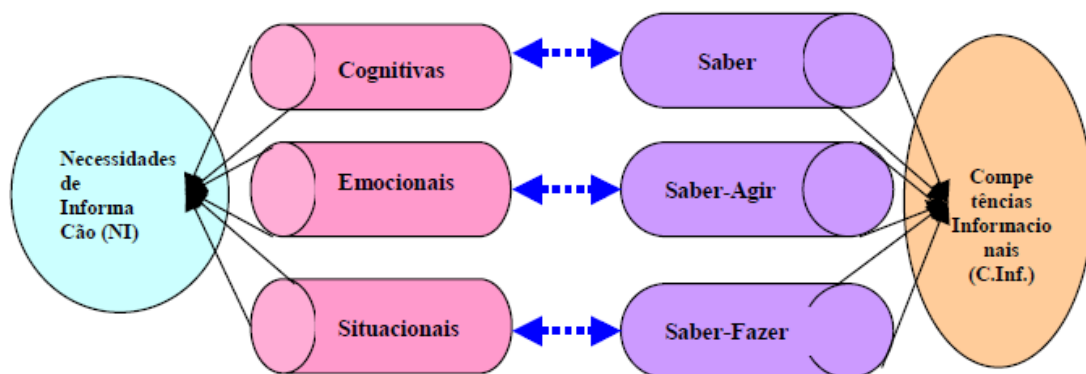 Necessidades
de
Informa
Cão (NI)
Cognitivas
Emocionais
Situacionais
Saber
Saber-Agir
Saber-Fazer
Compe
tências
Informacio
nais
(C.Inf.)